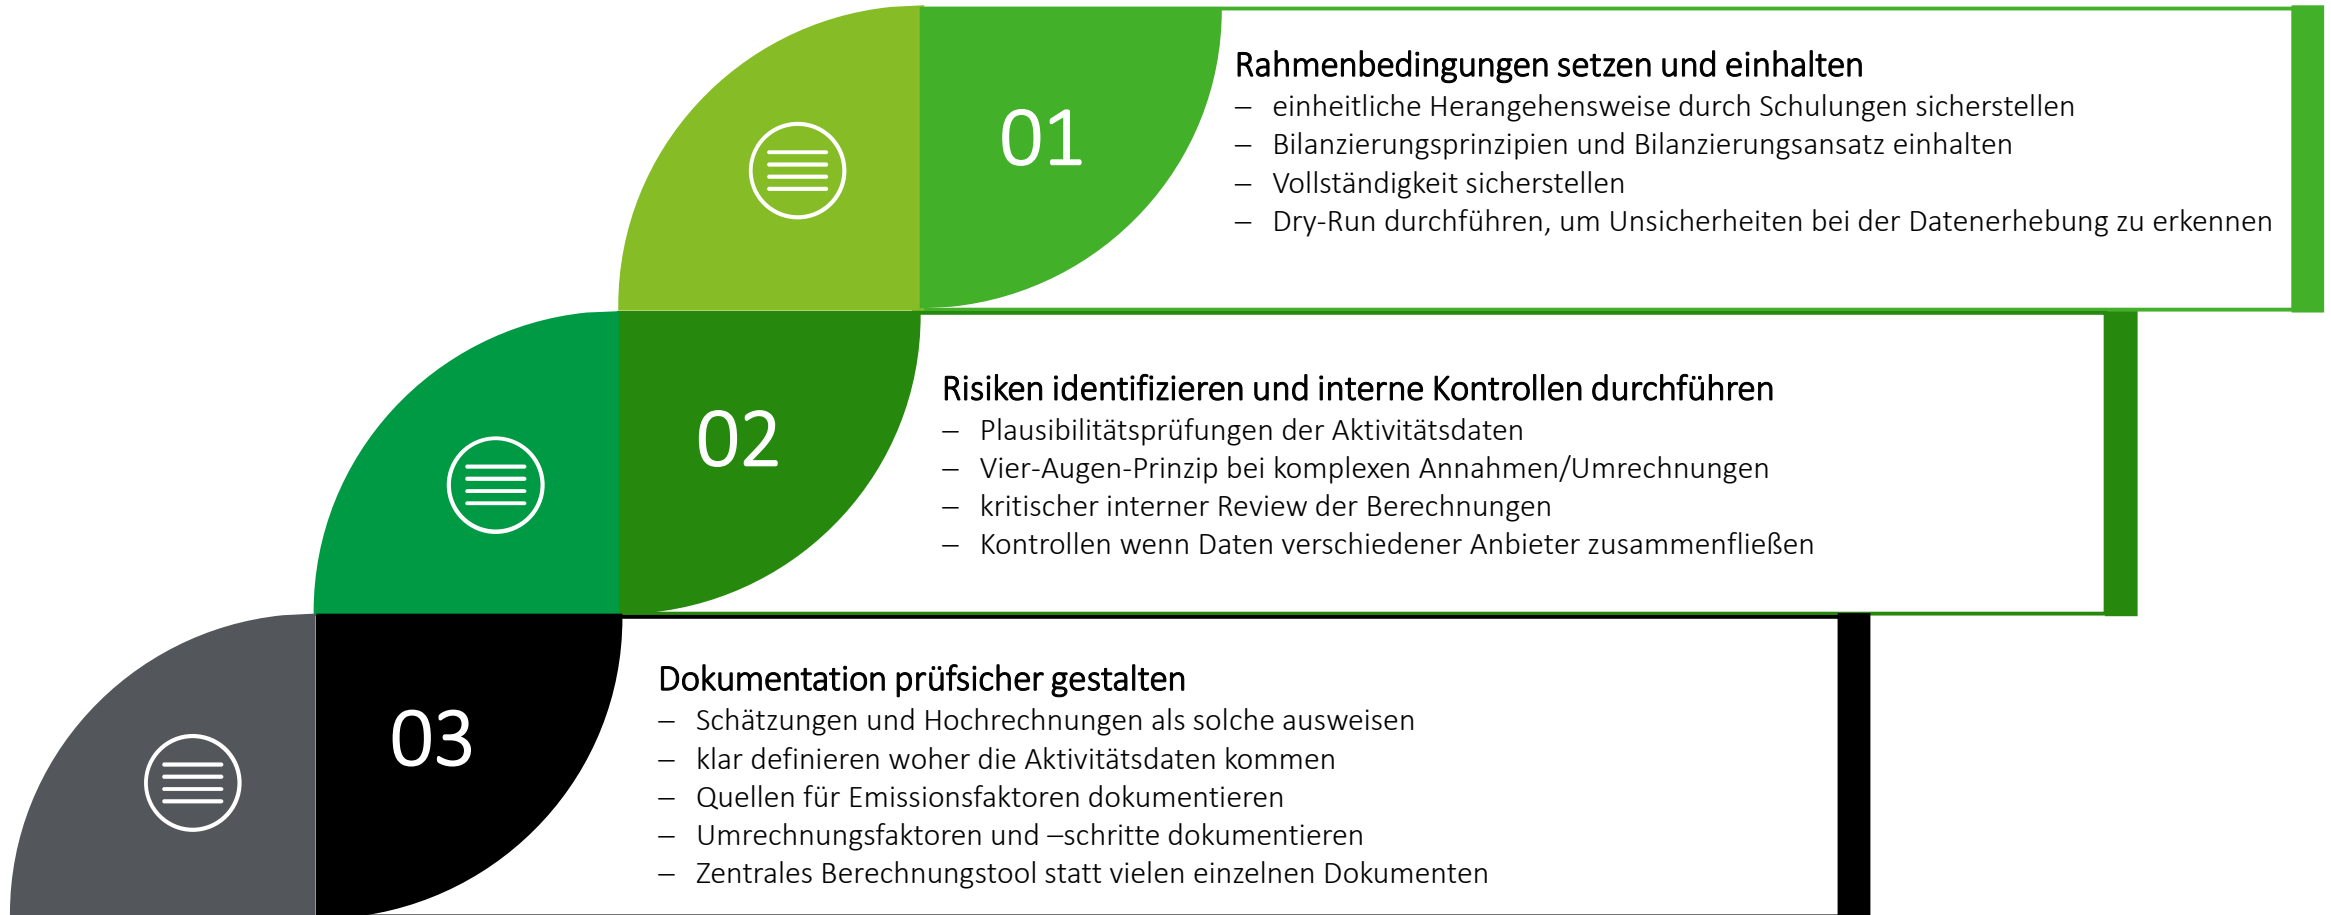 01
Rahmenbedingungen setzen und einhalten
– einheitliche Herangehensweise durch Schulungen sicherstellen
– Bilanzierungsprinzipien und Bilanzierungsansatz einhalten
– Vollständigkeit sicherstellen
– Dry-Run durchführen, um Unsicherheiten bei der Datenerhebung zu erkennen
02
Risiken identifizieren und interne Kontrollen durchführen
– Plausibilitätsprüfungen der Aktivitätsdaten
– Vier-Augen-Prinzip bei komplexen Annahmen/Umrechnungen
– kritischer interner Review der Berechnungen
– Kontrollen wenn Daten verschiedener Anbieter zusammenfließen
03
Dokumentation prüfsicher gestalten
– Schätzungen und Hochrechnungen als solche ausweisen
– klar definieren woher die Aktivitätsdaten kommen
– Quellen für Emissionsfaktoren dokumentieren
– Umrechnungsfaktoren und –schritte dokumentieren
– Zentrales Berechnungstool statt vielen einzelnen Dokumenten